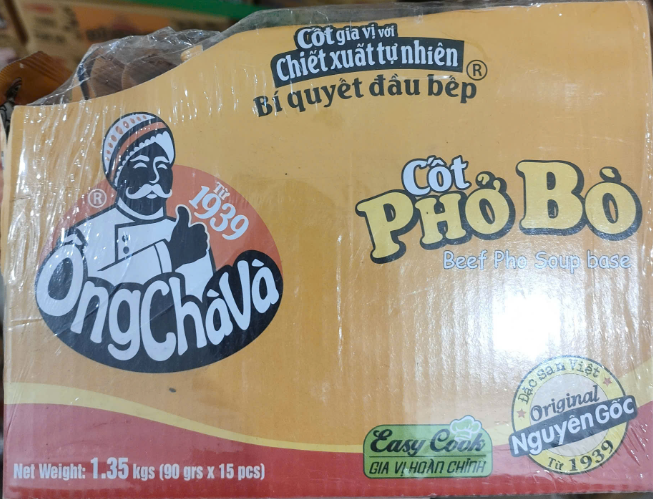 Cốt gia vị với
Chiết xuất tự nhiên
Bí quyết đầu bếp ®
Từ
1939
®
ÔngChàVà
Cốt
PHỞ BÒ
Beef Pho Soup base
Net Weight: 1.35 kgs (90 grs x 15 pcs)
Easy Cook
GIA VỊ HOÀN CHỈNH
Đặc Sản Việt
Original
NGUYÊN GỐC
Từ 1939